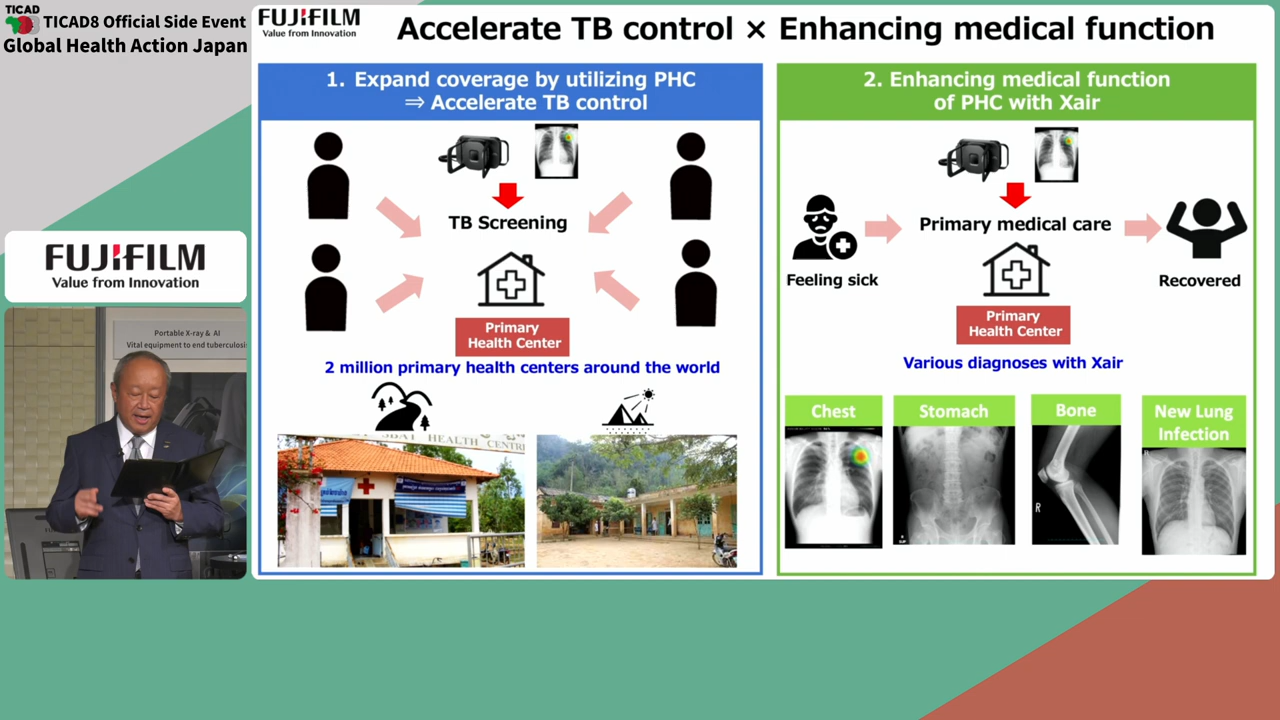 TICAD
TICAD8 Official Side Event
Global Health Action Japan
FUJIFILM
Value from Innovation
Portable X-ray & AI
Vital equipment to end tuberculosis
FUJIFILM
Value from Innovation
Accelerate TB control × Enhancing medical function
1. Expand coverage by utilizing PHC
⇒ Accelerate TB control
TB Screening
Primary
Health Center
2 million primary health centers around the world
HEALTH CENTRE
2. Enhancing medical function
of PHC with Xair
Feeling sick
Primary medical care
Recovered
Primary
Health Center
Various diagnoses with Xair
Chest
Stomach
Bone
New Lung
Infection
R